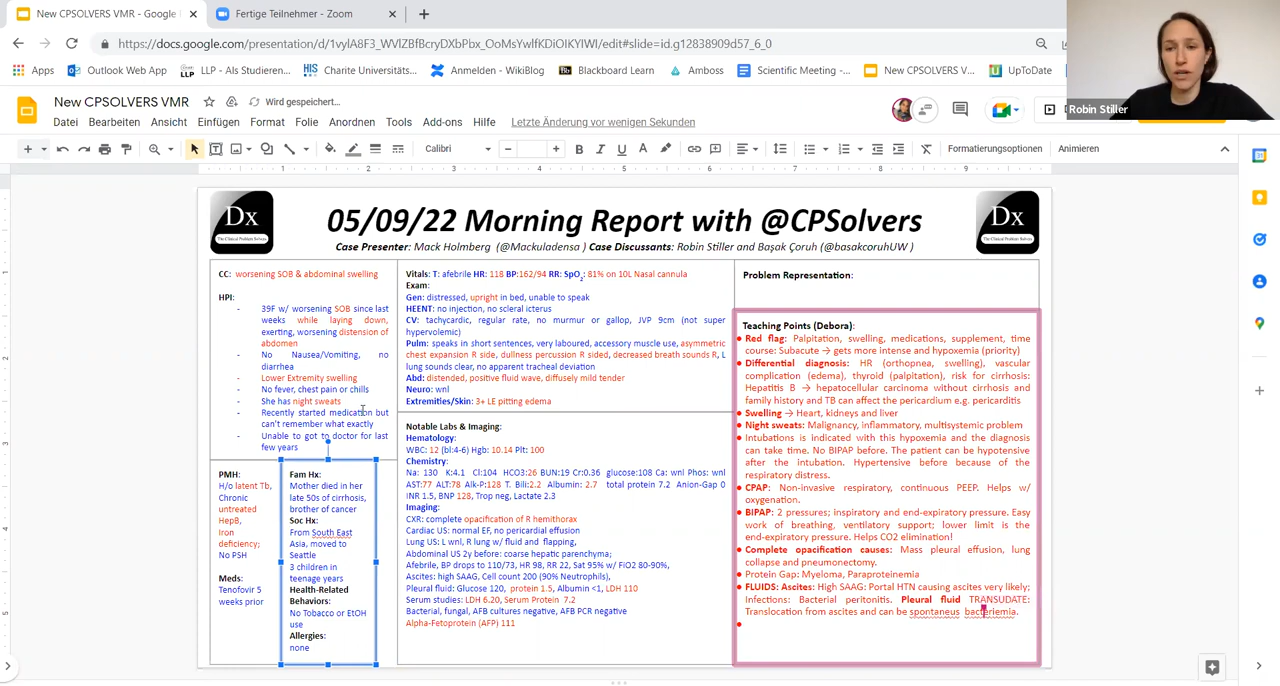 New CPSOLVERS VMR - Google
Fertige Teilnehmer - Zoom
https://docs.google.com/presentation/d/1vylA8F3_WVlZBfBcryDXbPbx_OoMsYwlfKDiOIKYIWI/edit#slide=id.g12838909d57_6_0
Apps
Outlook Web App
LLP - Als Studieren...
Charite Universitäts...
Anmelden - WikiBlog
Blackboard Learn
Amboss
Scientific Meeting -...
New CPSOLVERS V...
UpToDate
Robin Stiller
New CPSOLVERS VMR
Wird gespeichert...
Datei Bearbeiten Ansicht Einfügen Format Folie Anordnen Tools Add-ons Hilfe Letzte Änderung vor wenigen Sekunden
Calibri
Formatierungsoptionen
Animieren
1 2 3 4 5 6 7 8 9
Dx
The Clinical Problem Solvers
05/09/22 Morning Report with @CPSolvers
Case Presenter: Mack Holmberg (@Mackuladensa ) Case Discussants: Robin Stiller and Başak Çoruh (@basakcoruhUW )
Dx
The Clinical Problem Solvers
CC: worsening SOB & abdominal swelling
HPI:
- 39F w/ worsening SOB since last
weeks while laying down,
exerting, worsening distension of
abdomen
- No Nausea/Vomiting, no
diarrhea
- Lower Extremity swelling
- No fever, chest pain or chills
- She has night sweats
- Recently started medication but
can't remember what exactly
- Unable to got to doctor for last
few years
PMH:
H/o latent Tb,
Chronic
untreated
HepB,
Iron
deficiency;
No PSH
Meds:
Tenofovir 5
weeks prior
Fam Hx:
Mother died in her
late 50s of cirrhosis,
brother of cancer
Soc Hx:
From South East
Asia, moved to
Seattle
3 children in
teenage years
Health-Related
Behaviors:
No Tobacco or EtOH
use
Allergies:
none
Vitals: T: afebrile HR: 118 BP:162/94 RR: SpO2: 81% on 10L Nasal cannula
Exam:
Gen: distressed, upright in bed, unable to speak
HEENT: no injection, no scleral icterus
CV: tachycardic, regular rate, no murmur or gallop, JVP 9cm (not super
hypervolemic)
Pulm: speaks in short sentences, very laboured, accessory muscle use, asymmetric
chest expansion R side, dullness percussion R sided, decreased breath sounds R, L
lung sounds clear, no apparent tracheal deviation
Abd: distended, positive fluid wave, diffusely mild tender
Neuro: wnl
Extremities/Skin: 3+ LE pitting edema
Notable Labs & Imaging:
Hematology:
WBC: 12 (bl:4-6) Hgb: 10.14 Plt: 100
Chemistry:
Na: 130 K:4.1 Cl:104 HCO3:26 BUN:19 Cr:0.36 glucose:108 Ca: wnl Phos: wnl
AST:77 ALT:78 Alk-P:128 T. Bili:2.2 Albumin: 2.7 total protein 7.2 Anion-Gap 0
INR 1.5, BNP 128, Trop neg, Lactate 2.3
Imaging:
CXR: complete opacification of R hemithorax
Cardiac US: normal EF, no pericardial effusion
Lung US: L wnl, R lung w/ fluid and flapping,
Abdominal US 2y before: coarse hepatic parenchyma;
Afebrile, BP drops to 110/73, HR 98, RR 22, Sat 95% w/ FiO2 80-90%,
Ascites: high SAAG, Cell count 200 (90% Neutrophils),
Pleural fluid: Glucose 120, protein 1.5, Albumin <1, LDH 110
Serum studies: LDH 6.20, Serum Protein 7.2
Bacterial, fungal, AFB cultures negative, AFB PCR negative
Alpha-Fetoprotein (AFP) 111
Problem Representation:
Teaching Points (Debora):
● Red flag: Palpitation, swelling, medications, supplement, time
course: Subacute → gets more intense and hypoxemia (priority)
● Differential diagnosis: HR (orthopnea, swelling), vascular
complication (edema), thyroid (palpitation), risk for cirrhosis:
Hepatitis B → hepatocellular carcinoma without cirrhosis and
family history and TB can affect the pericardium e.g. pericarditis
● Swelling → Heart, kidneys and liver
● Night sweats: Malignancy, inflammatory, multisystemic problem
● Intubations is indicated with this hypoxemia and the diagnosis
can take time. No BIPAP before. The patient can be hypotensive
after the intubation. Hypertensive before because of the
respiratory distress.
● CPAP: Non-invasive respiratory, continuous PEEP. Helps w/
oxygenation.
● BIPAP: 2 pressures; inspiratory and end-expiratory pressure. Easy
work of breathing, ventilatory support; lower limit is the
end-expiratory pressure. Helps CO2 elimination!
● Complete opacification causes: Mass pleural effusion, lung
collapse and pneumonectomy.
● Protein Gap: Myeloma, Paraproteinemia
● FLUIDS: Ascites: High SAAG: Portal HTN causing ascites very likely;
Infections: Bacterial peritonitis. Pleural fluid TRANSUDATE:
Translocation from ascites and can be spontaneus bacteriemia.
●